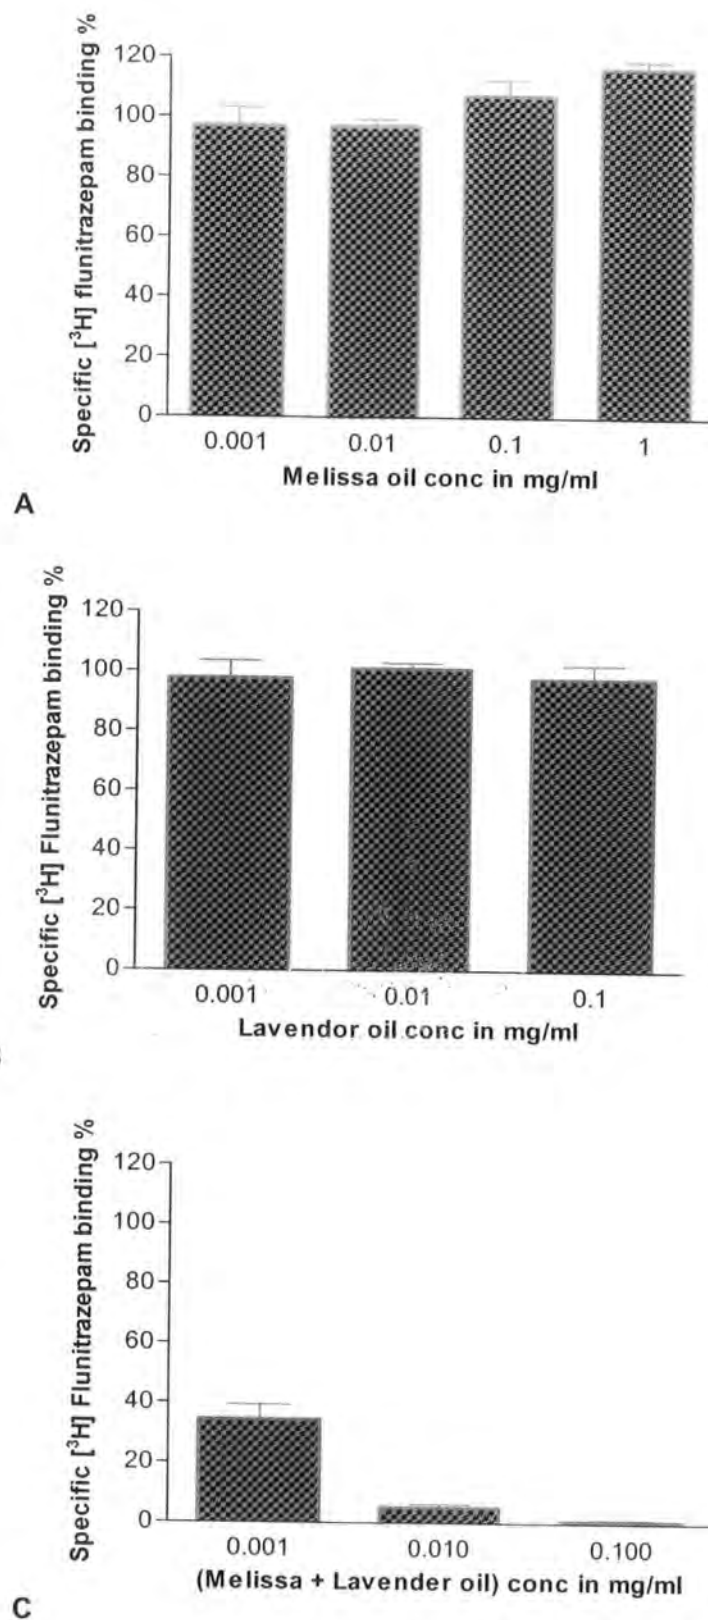 Specific [³H] flunitrazepam binding %
120
100
80
60
40
20
0
0.001 0.01 0.1 1
Melissa oil conc in mg/ml
A
Specific [³H] Flunitrazepam binding %
120
100
80
60
40
20
0
0.001 0.01 0.1
Lavendor oil conc in mg/ml
Specific [³H] Flunitrazepam binding %
120
100
80
60
40
20
0
0.001 0.010 0.100
(Melissa + Lavender oil) conc in mg/ml
C